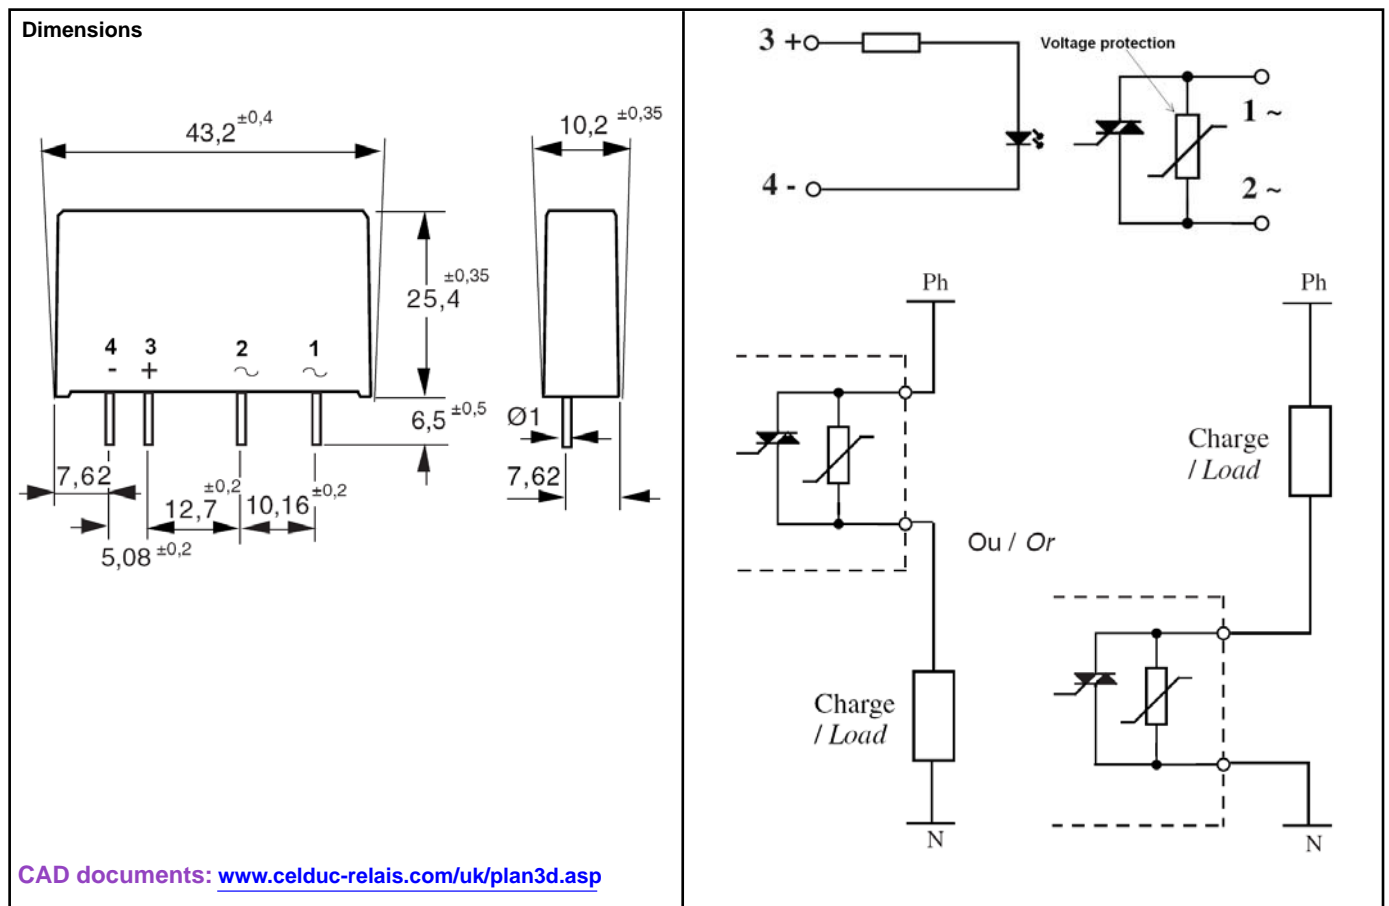 Dimensions
43,2 ±0,4
10,2 ±0,35
25,4 ±0,35
4 3 2 1
- + ~ ~
6,5 ±0,5
Ø1
7,62
12,7 ±0,2
10,16 ±0,2
5,08 ±0,2
7,62
CAD documents: www.celduc-relais.com/uk/plan3d.asp
3 +
Voltage protection
1 ~
4 -
2 ~
Ph
Ph
Charge
/ Load
Ou / Or
Charge
/ Load
N
N